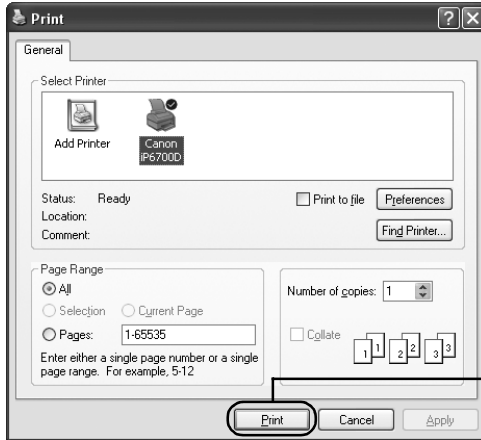 Print
General
Select Printer
Add Printer
Canon
iP6700D
Status: Ready
Location:
Comment:
Print to file
Preferences
Find Printer...
Page Range
All
Selection
Current Page
Pages:
1-65535
Enter either a single page number or a single
page range. For example, 5-12
Number of copies: 1
Collate
1 1 2 2 3 3
Print
Cancel
Apply